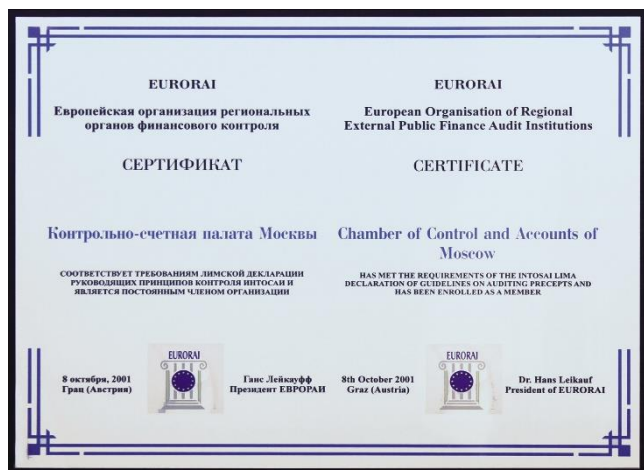 EURORAI
Европейская организация региональных
органов финансового контроля
СЕРТИФИКАТ
Контрольно-счетная палата Москвы
СООТВЕТСТВУЕТ ТРЕБОВАНИЯМ ЛИМСКОЙ ДЕКЛАРАЦИИ
РУКОВОДЯЩИХ ПРИНЦИПОВ КОНТРОЛЯ ИНТОСАИ И
ЯВЛЯЕТСЯ ПОСТОЯННЫМ ЧЛЕНОМ ОРГАНИЗАЦИИ
8 октября, 2001
Грац (Австрия)
EURORAI
Ганс Лейкауфф
Президент ЕВРОРАИ
EURORAI
European Organisation of Regional
External Public Finance Audit Institutions
CERTIFICATE
Chamber of Control and Accounts of
Moscow
HAS MET THE REQUIREMENTS OF THE INTOSAI LIMA
DECLARATION OF GUIDELINES ON AUDITING PRECEPTS AND
HAS BEEN ENROLLED AS A MEMBER
8th October 2001
Graz (Austria)
EURORAI
Dr. Hans Leikauf
President of EURORAI